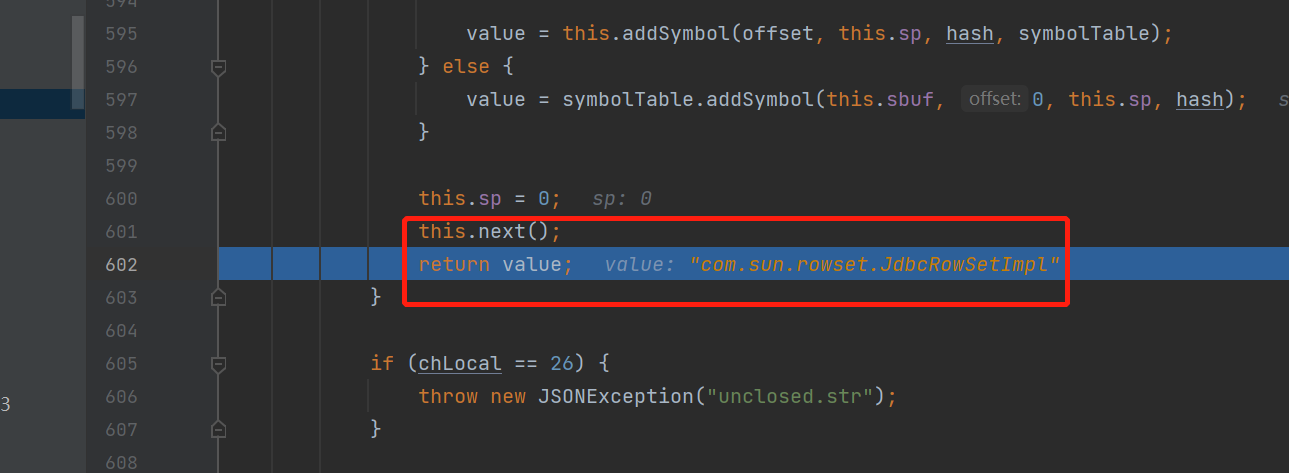 594
595 value = this.addSymbol(offset, this.sp, hash, symbolTable);
596 } else {
597 value = symbolTable.addSymbol(this.sbuf, offset: 0, this.sp, hash); s
598 }
599
600 this.sp = 0; sp: 0
601 this.next();
602 return value; value: "com.sun.rowset.JdbcRowSetImpl"
603 }
604
605 if (chLocal == 26) {
3
606 throw new JSONException("unclosed.str");
607 }
608